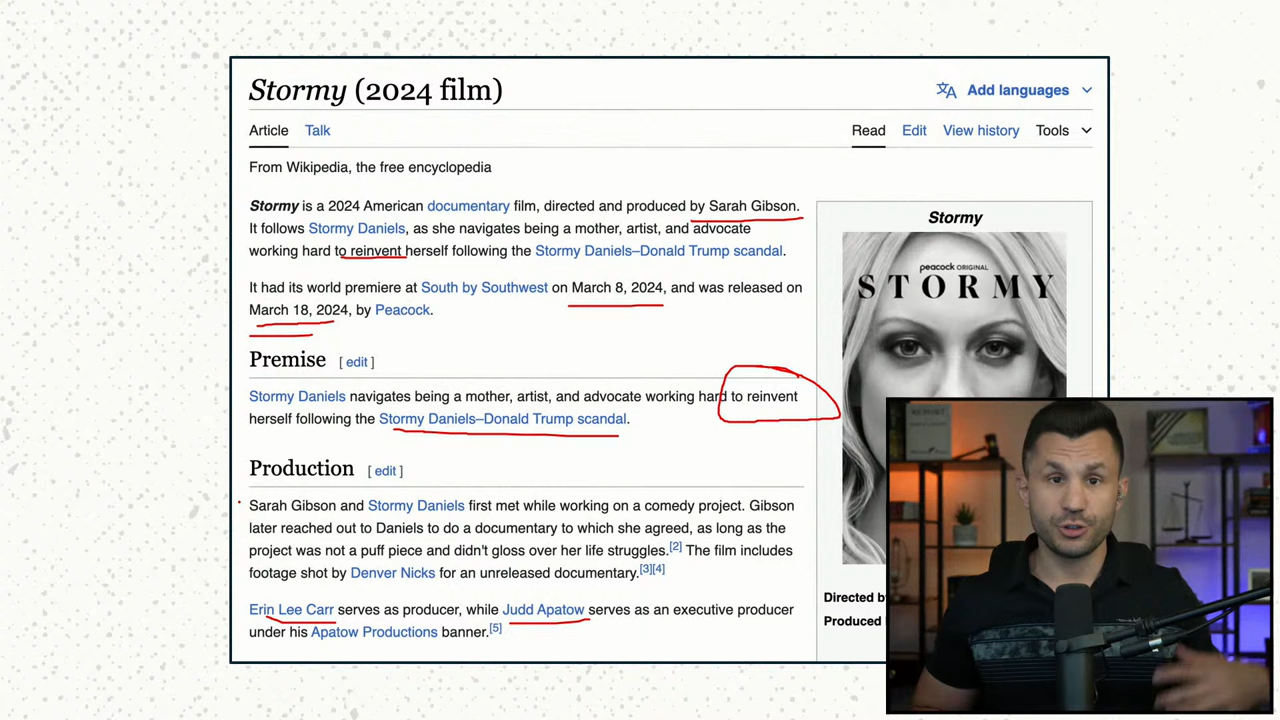 Stormy (2024 film)
Add languages
Article Talk
Read Edit View history Tools
From Wikipedia, the free encyclopedia
Stormy is a 2024 American documentary film, directed and produced by Sarah Gibson.
It follows Stormy Daniels, as she navigates being a mother, artist, and advocate
working hard to reinvent herself following the Stormy Daniels–Donald Trump scandal.
It had its world premiere at South by Southwest on March 8, 2024, and was released on
March 18, 2024, by Peacock.
Premise [ edit ]
Stormy Daniels navigates being a mother, artist, and advocate working hard to reinvent
herself following the Stormy Daniels–Donald Trump scandal.
Production [ edit ]
Sarah Gibson and Stormy Daniels first met while working on a comedy project. Gibson
later reached out to Daniels to do a documentary to which she agreed, as long as the
project was not a puff piece and didn't gloss over her life struggles.[2] The film includes
footage shot by Denver Nicks for an unreleased documentary.[3][4]
Erin Lee Carr serves as producer, while Judd Apatow serves as an executive producer
under his Apatow Productions banner.[5]
Stormy
peacock ORIGINAL
STORMY
Directed
Produced